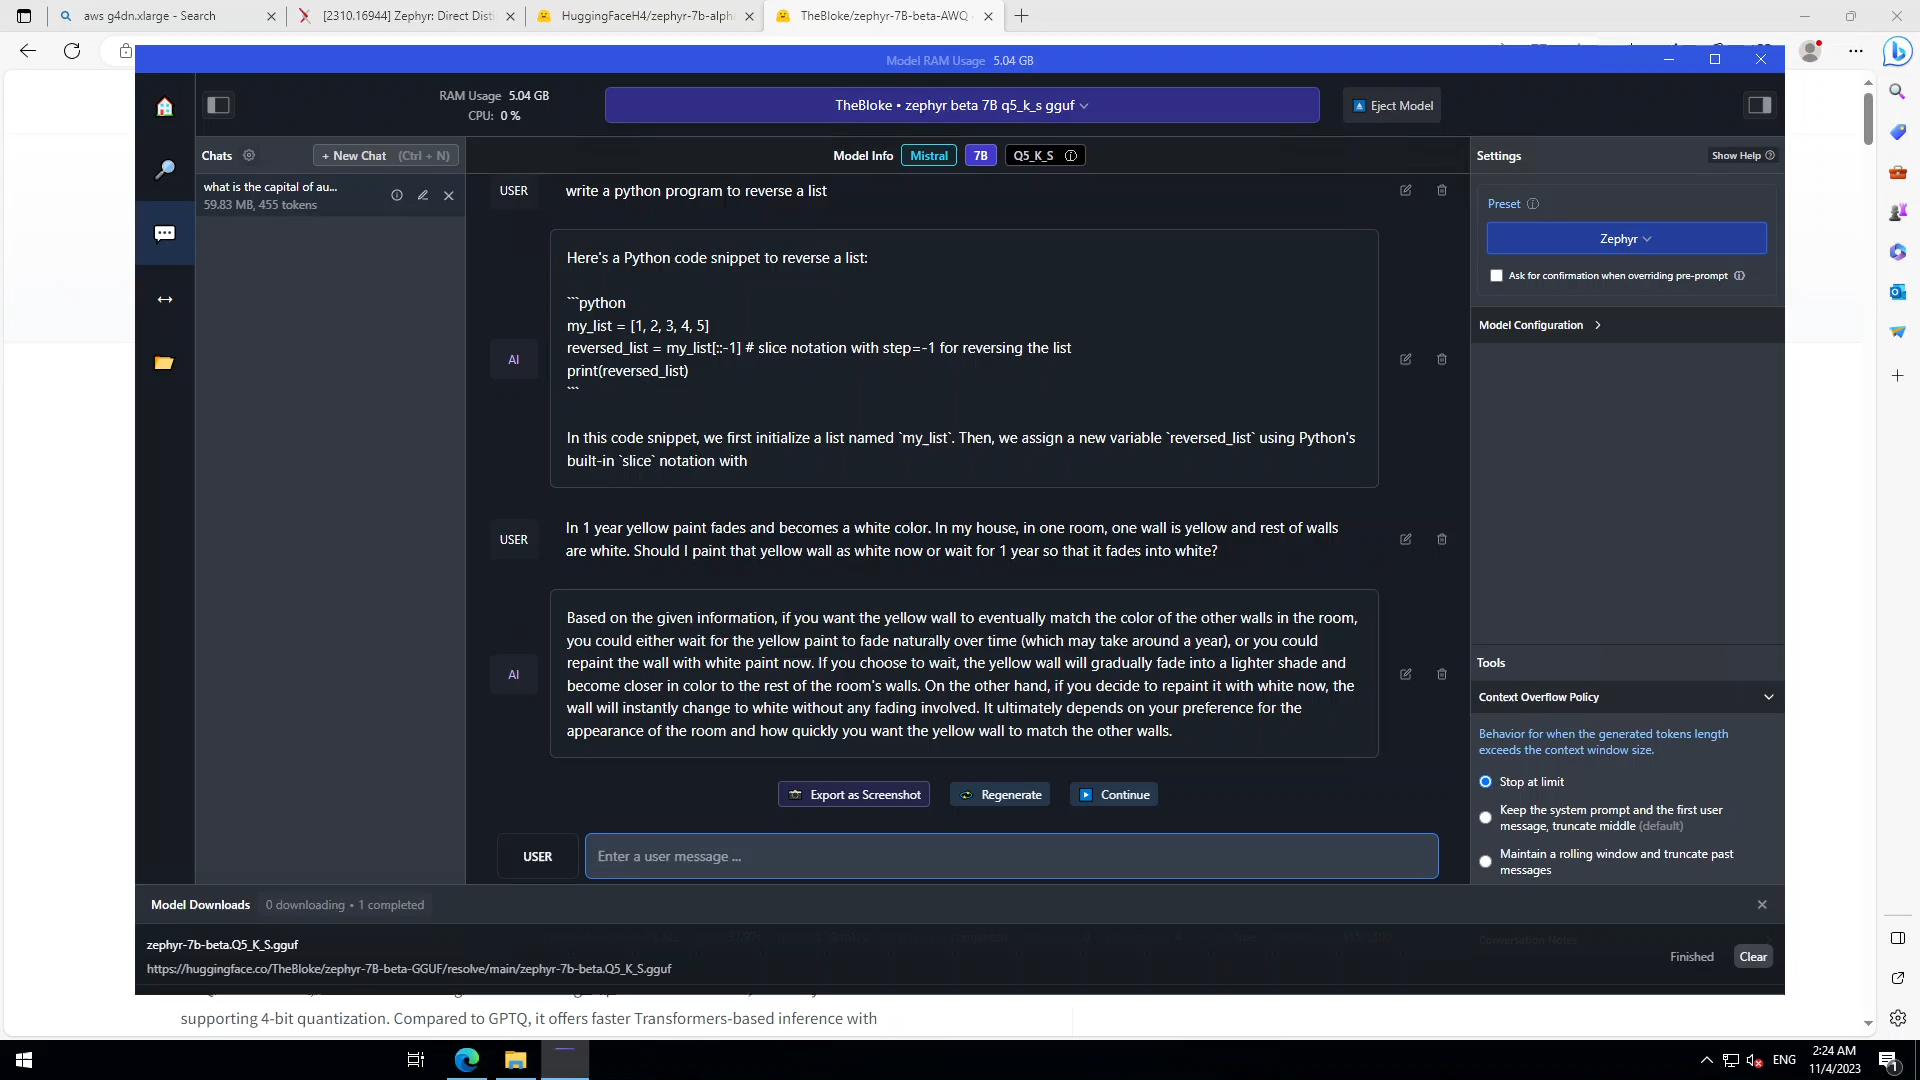 aws g4dn.xlarge - Search
[2310.16944] Zephyr: Direct Disti
HuggingFaceH4/zephyr-7b-alph
TheBloke/zephyr-7B-beta-AWQ
Model RAM Usage 5.04 GB
RAM Usage 5.04 GB
CPU: 0 %
TheBloke • zephyr beta 7B q5_k_s gguf
Eject Model
Chats
+ New Chat (Ctrl + N)
Model Info Mistral 7B Q5_K_S
Settings
Show Help
what is the capital of au...
59.83 MB, 455 tokens
USER
write a python program to reverse a list
Preset
Zephyr
Ask for confirmation when overriding pre-prompt
Model Configuration
AI
Here's a Python code snippet to reverse a list:
```python
my_list = [1, 2, 3, 4, 5]
reversed_list = my_list[::-1] # slice notation with step=-1 for reversing the list
print(reversed_list)
```
In this code snippet, we first initialize a list named `my_list`. Then, we assign a new variable `reversed_list` using Python's
built-in `slice` notation with
USER
In 1 year yellow paint fades and becomes a white color. In my house, in one room, one wall is yellow and rest of walls
are white. Should I paint that yellow wall as white now or wait for 1 year so that it fades into white?
AI
Based on the given information, if you want the yellow wall to eventually match the color of the other walls in the room,
you could either wait for the yellow paint to fade naturally over time (which may take around a year), or you could
repaint the wall with white paint now. If you choose to wait, the yellow wall will gradually fade into a lighter shade and
become closer in color to the rest of the room's walls. On the other hand, if you decide to repaint it with white now, the
wall will instantly change to white without any fading involved. It ultimately depends on your preference for the
appearance of the room and how quickly you want the yellow wall to match the other walls.
Export as Screenshot
Regenerate
Continue
USER
Enter a user message ...
Tools
Context Overflow Policy
Behavior for when the generated tokens length
exceeds the context window size.
Stop at limit
Keep the system prompt and the first user
message, truncate middle (default)
Maintain a rolling window and truncate past
messages
Model Downloads 0 downloading • 1 completed
zephyr-7b-beta.Q5_K_S.gguf
https://huggingface.co/TheBloke/zephyr-7B-beta-GGUF/resolve/main/zephyr-7b-beta.Q5_K_S.gguf
Conversation Notes
Finished
Clear
supporting 4-bit quantization. Compared to GPTQ, it offers faster Transformers-based inference with
ENG
2:24 AM
11/4/2023
1